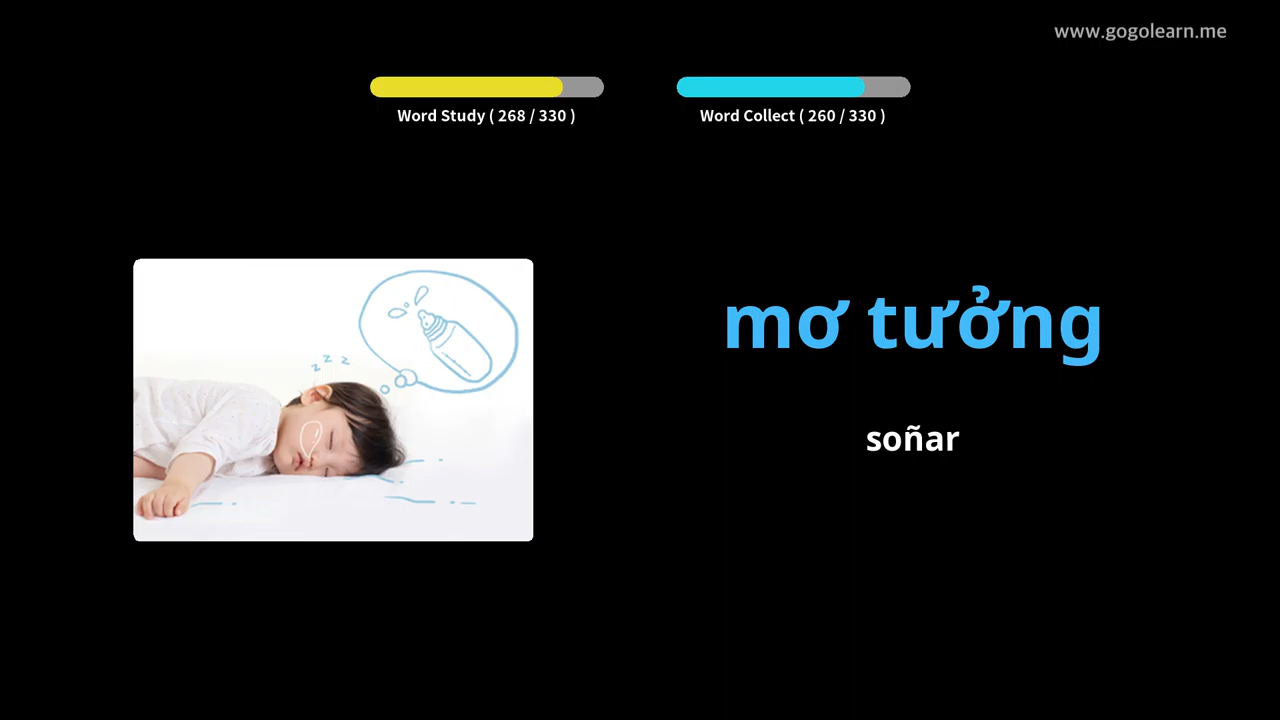 www.gogolearn.me
Word Study ( 268 / 330 )
Word Collect ( 260 / 330 )
z z z
mơ tưởng
soñar